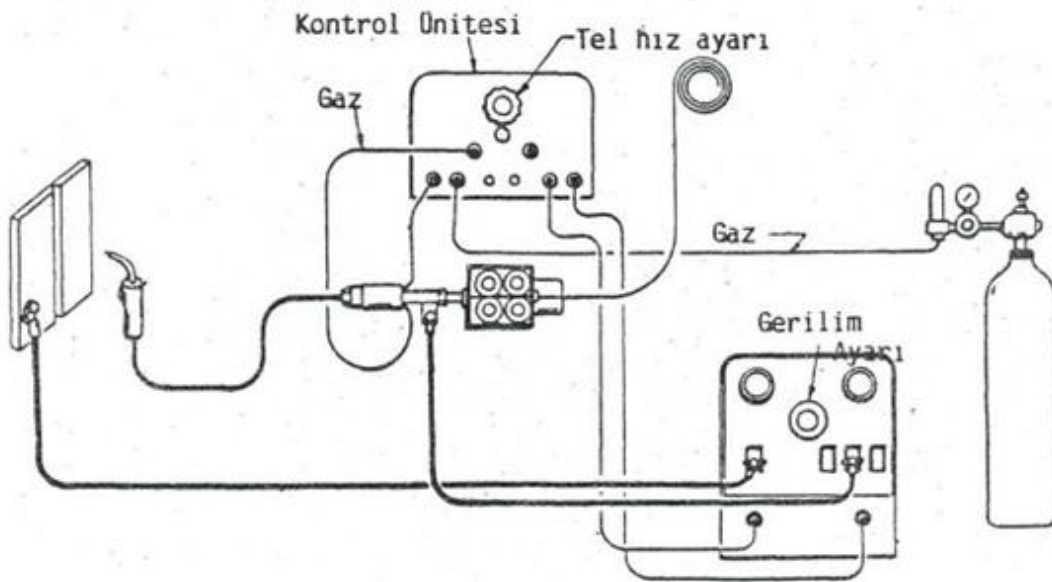 Kontrol Ünitesi
Tel hız ayarı
Gaz
Gaz
Gerilim
Ayarı